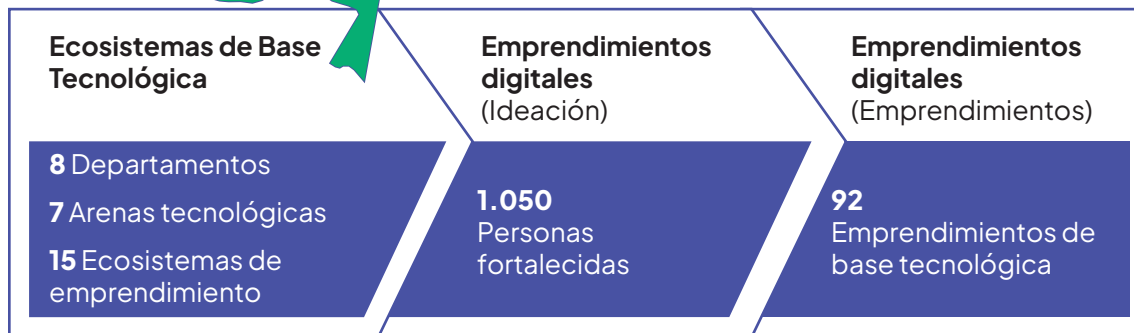 Ecosistemas de Base
Tecnológica
8 Departamentos
7 Arenas tecnológicas
15 Ecosistemas de
emprendimiento
Emprendimientos
digitales
(Ideación)
1.050
Personas
fortalecidas
Emprendimientos
digitales
(Emprendimientos)
92
Emprendimientos de
base tecnológica